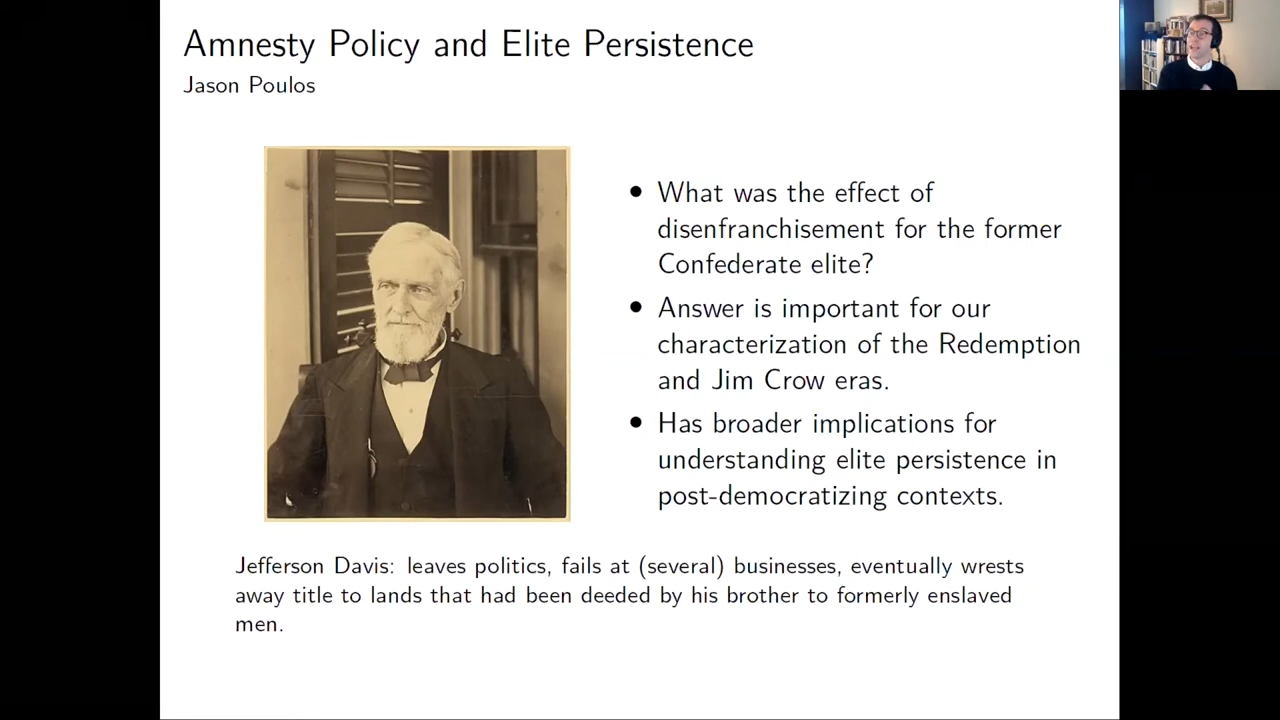 Amnesty Policy and Elite Persistence
Jason Poulos
• What was the effect of
disenfranchisement for the former
Confederate elite?
• Answer is important for our
characterization of the Redemption
and Jim Crow eras.
• Has broader implications for
understanding elite persistence in
post-democratizing contexts.
Jefferson Davis: leaves politics, fails at (several) businesses, eventually wrests
away title to lands that had been deeded by his brother to formerly enslaved
men.